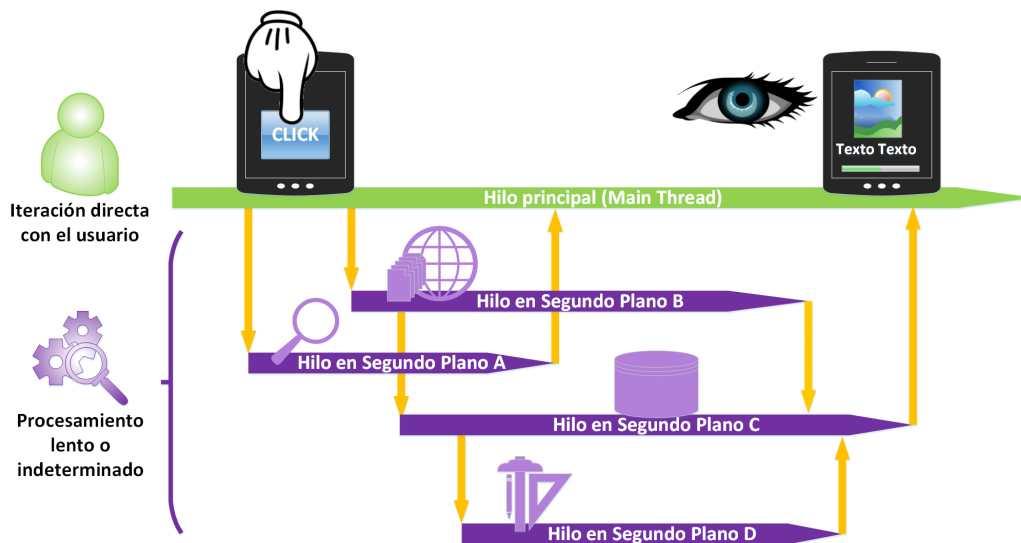 CLICK
Texto Texto
Hilo principal (Main Thread)
Iteración directa
con el usuario
Hilo en Segundo Plano B
Hilo en Segundo Plano A
Procesamiento
lento o
indeterminado
Hilo en Segundo Plano C
Hilo en Segundo Plano D